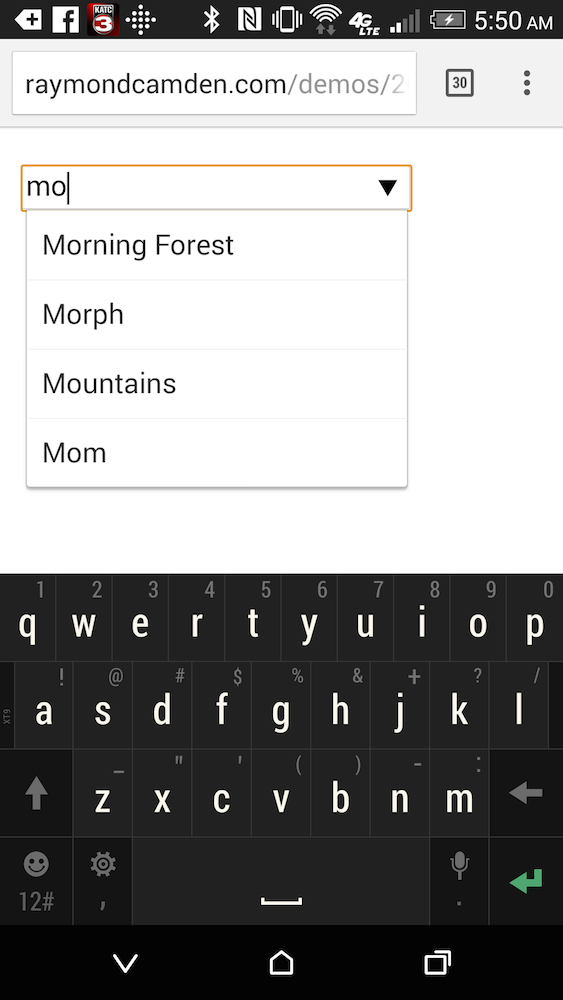 KATC
3
4G
LTE
5:50 AM
raymondcamden.com/demos/2
30
mo
Morning Forest
Morph
Mountains
Mom
1 2 3 4 5 6 7 8 9 0
q w e r t y u i o p
! @ # $ % & + ? /
XT9
a s d f g h j k l
_ " ' ( ) - :
z x c v b n m
12# , .